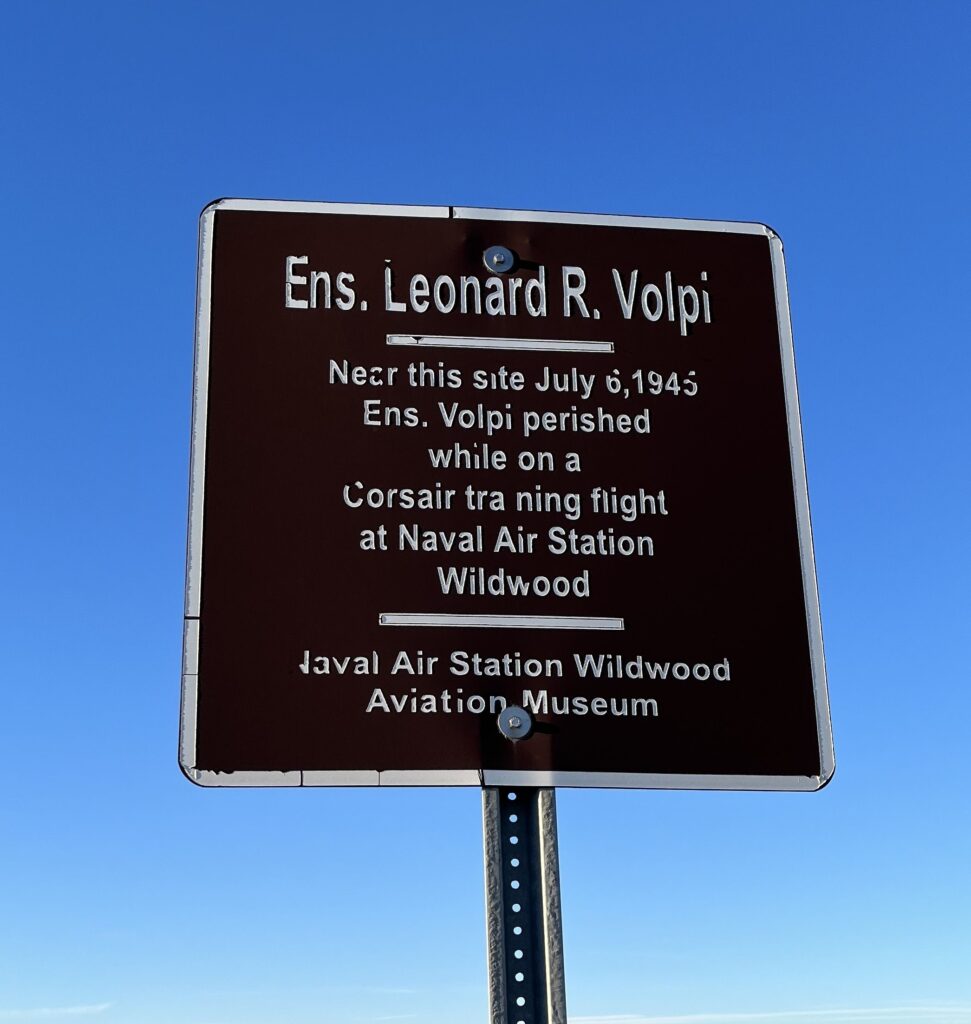 Ens. Leonard R. Volpi
Near this site July 6,1945
Ens. Volpi perished
while on a
Corsair tra ning flight
at Naval Air Station
Wildwood
Naval Air Station Wildwood
Aviation Museum